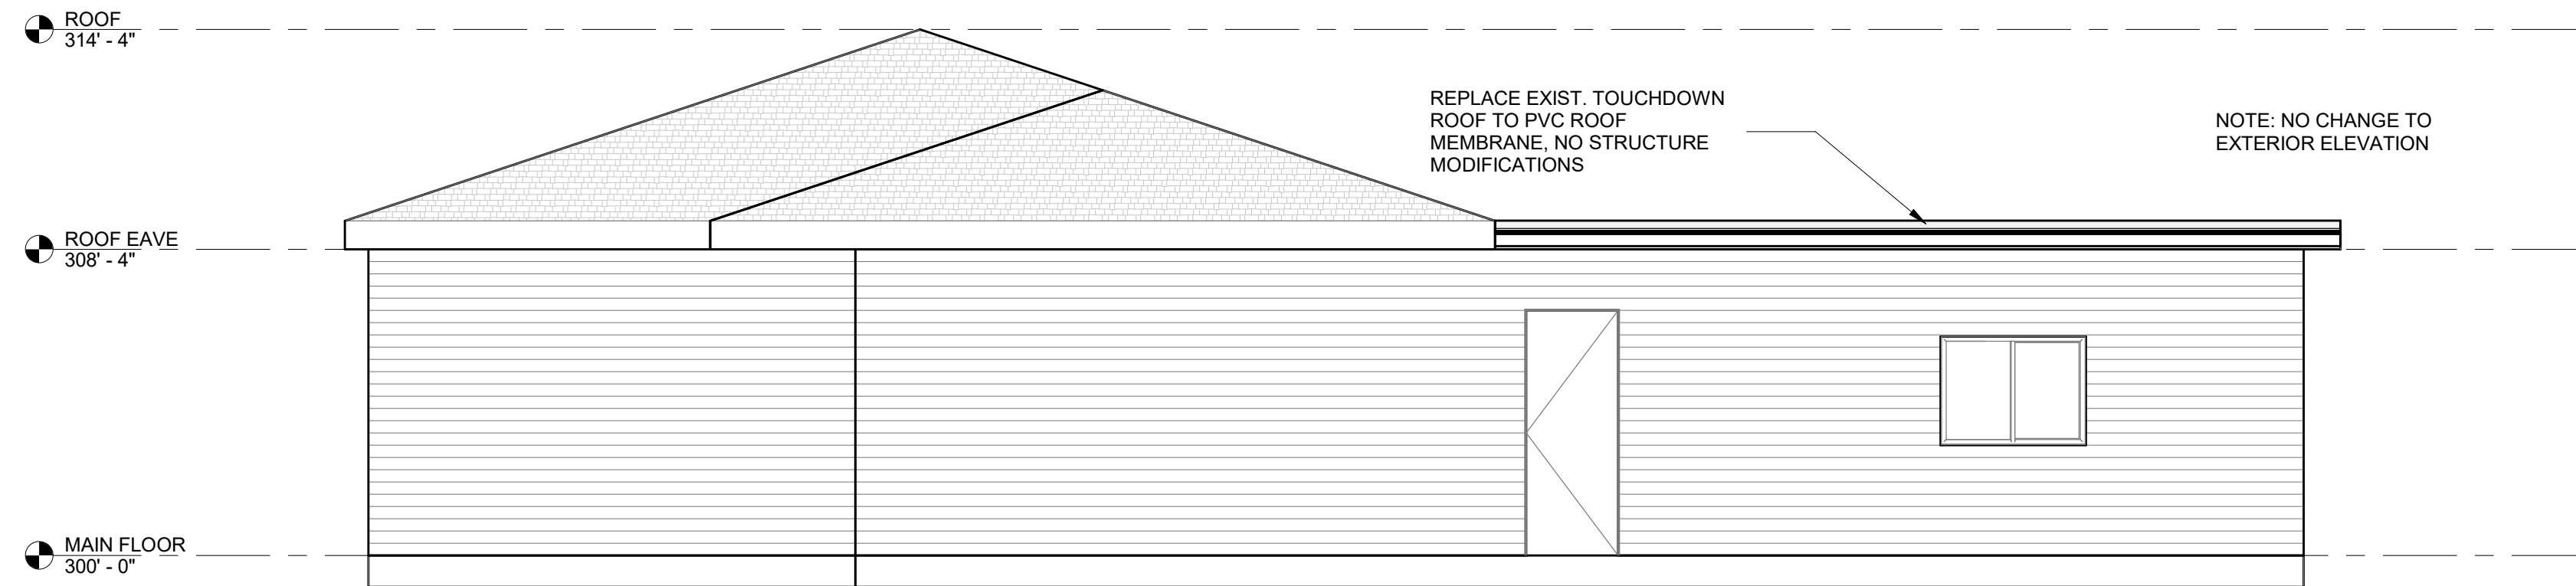 ROOF
314' - 4"
REPLACE EXIST. TOUCHDOWN
ROOF TO PVC ROOF
MEMBRANE, NO STRUCTURE
MODIFICATIONS
NOTE: NO CHANGE TO
EXTERIOR ELEVATION
ROOF EAVE
308' - 4"
MAIN FLOOR
300' - 0"